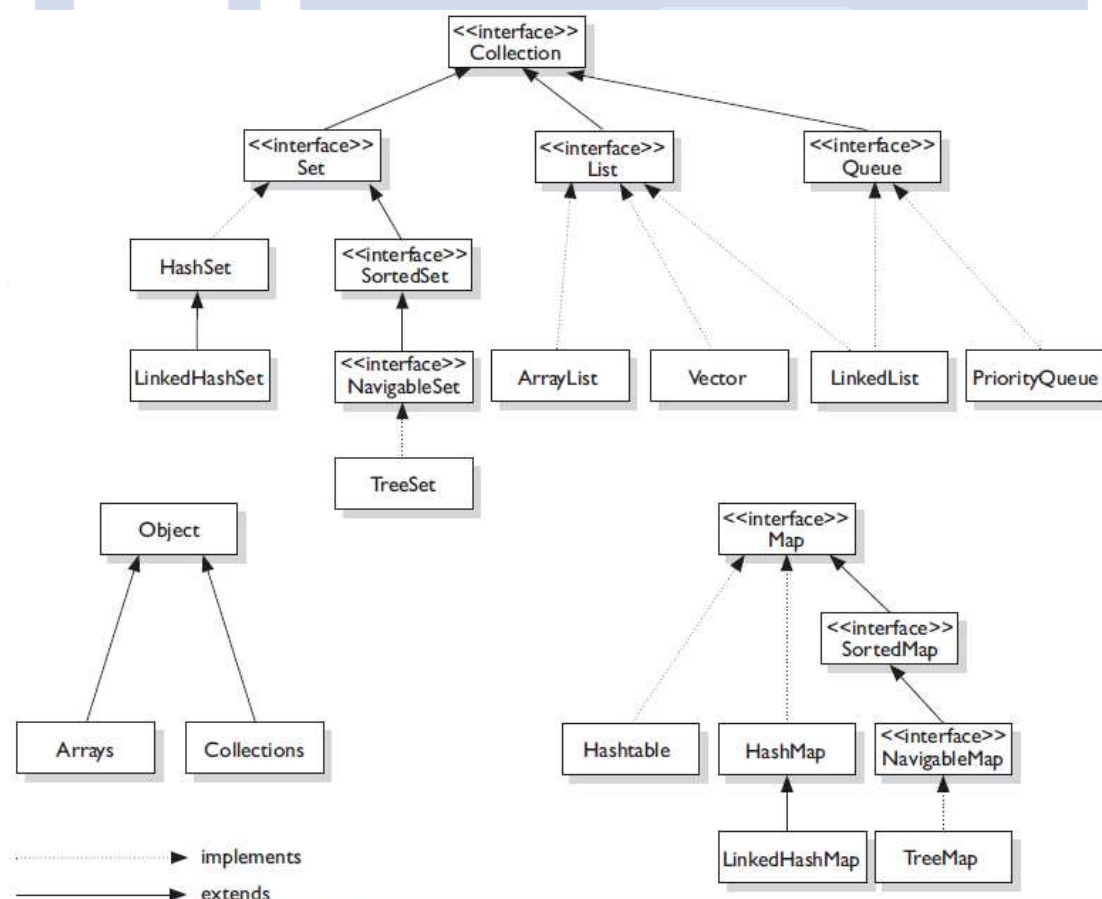 <<interface>>
Collection
<<interface>>
Set
<<interface>>
List
<<interface>>
Queue
HashSet
<<interface>>
SortedSet
LinkedHashSet
<<interface>>
NavigableSet
ArrayList
Vector
LinkedList
PriorityQueue
TreeSet
Object
<<interface>>
Map
<<interface>>
SortedMap
Arrays
Collections
Hashtable
HashMap
<<interface>>
NavigableMap
LinkedHashMap
TreeMap
implements
extends